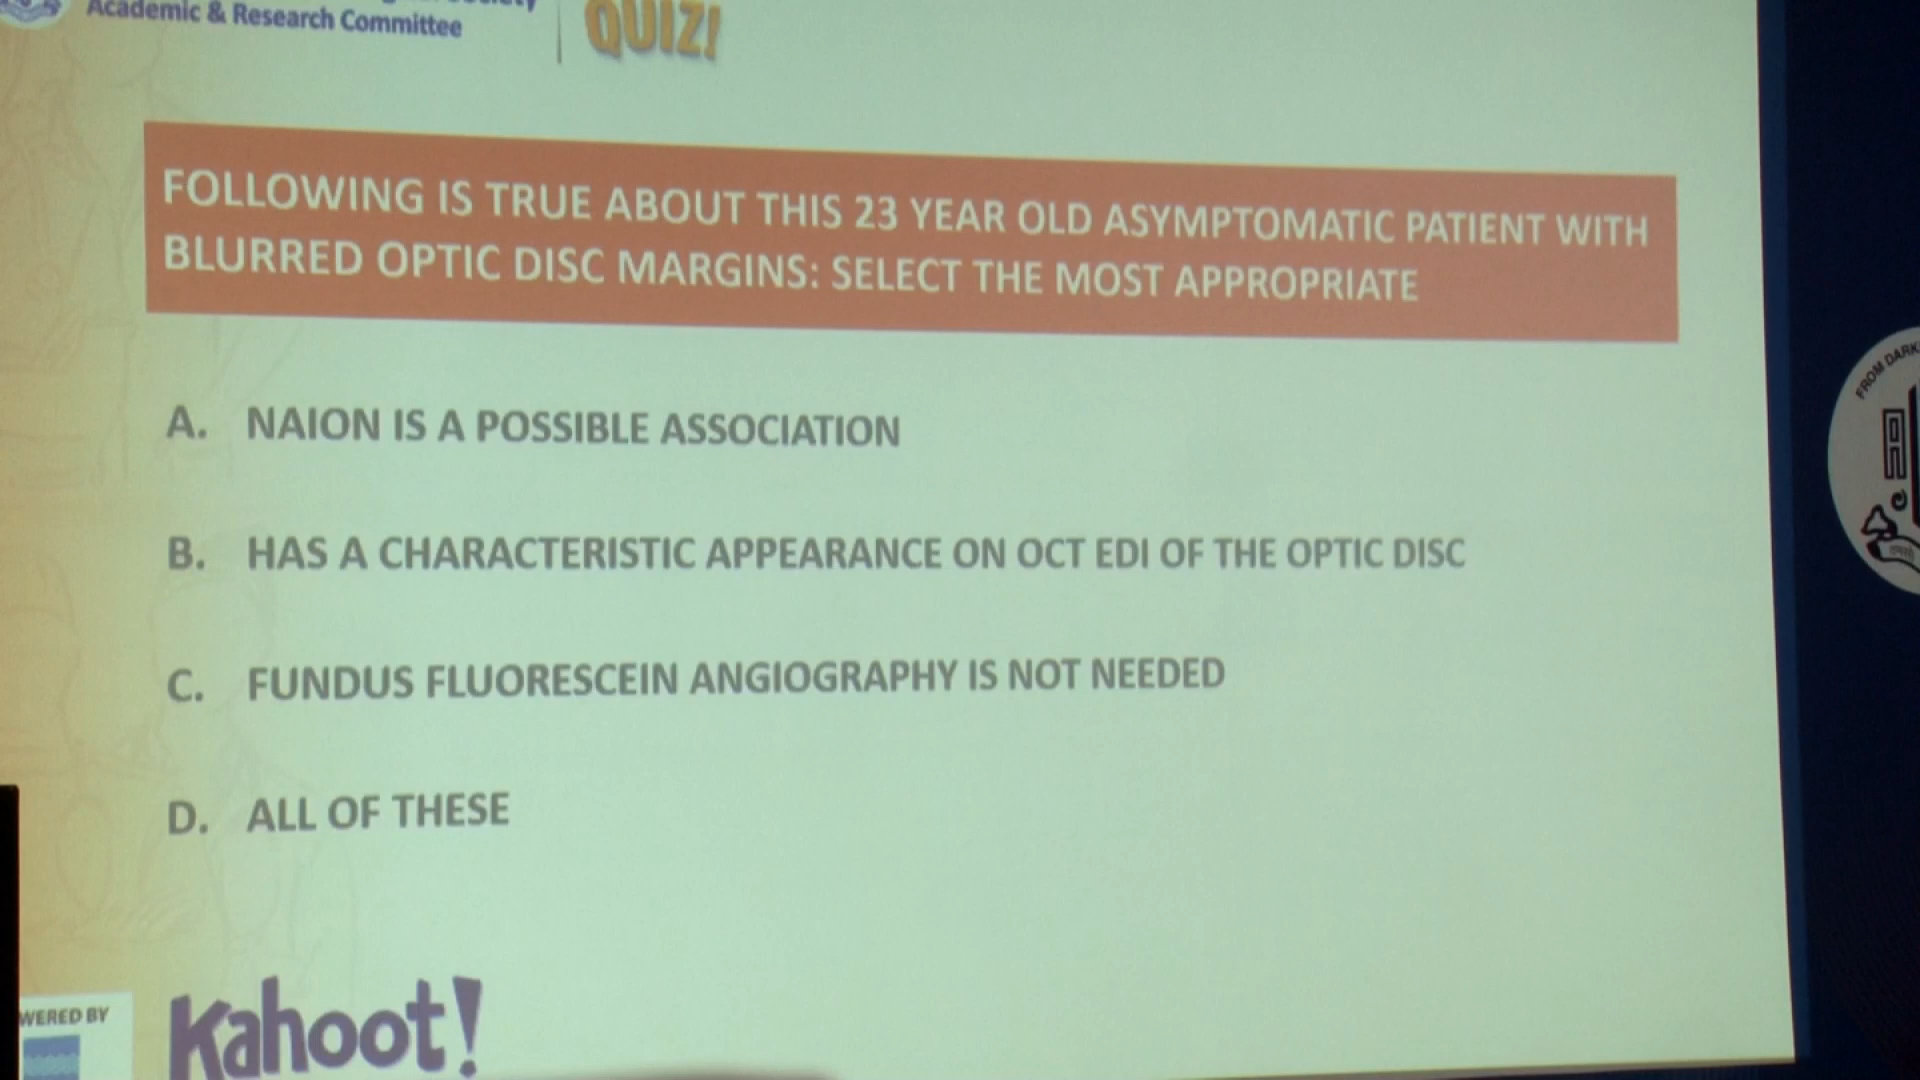 Academic & Research Committee
QUIZ!
FOLLOWING IS TRUE ABOUT THIS 23 YEAR OLD ASYMPTOMATIC PATIENT WITH
BLURRED OPTIC DISC MARGINS: SELECT THE MOST APPROPRIATE
A. NAION IS A POSSIBLE ASSOCIATION
B. HAS A CHARACTERISTIC APPEARANCE ON OCT EDI OF THE OPTIC DISC
C. FUNDUS FLUORESCEIN ANGIOGRAPHY IS NOT NEEDED
D. ALL OF THESE
WERED BY
Kahoot!
FROM DARK